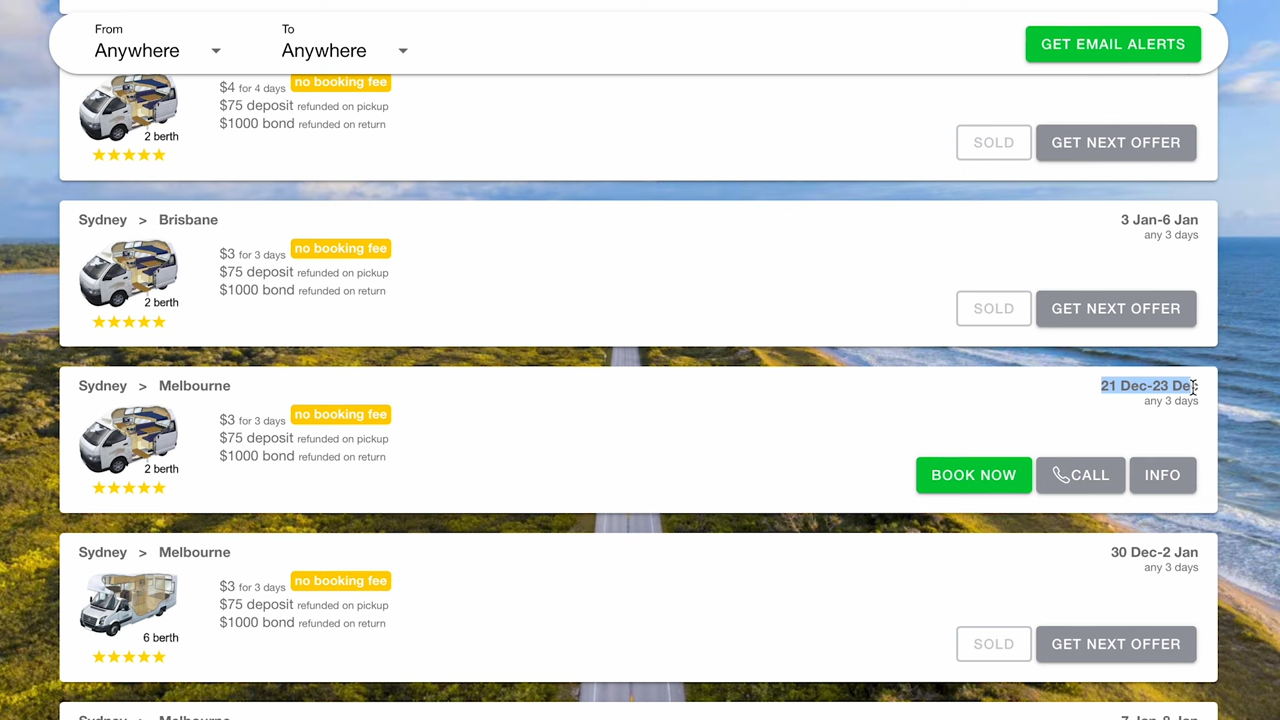 From
Anywhere
To
Anywhere
GET EMAIL ALERTS
$4 for 4 days no booking fee
$75 deposit refunded on pickup
$1000 bond refunded on return
2 berth
SOLD
GET NEXT OFFER
Sydney > Brisbane
3 Jan-6 Jan
any 3 days
$3 for 3 days no booking fee
$75 deposit refunded on pickup
$1000 bond refunded on return
2 berth
SOLD
GET NEXT OFFER
Sydney > Melbourne
21 Dec-23 Dec
any 3 days
$3 for 3 days no booking fee
$75 deposit refunded on pickup
$1000 bond refunded on return
2 berth
BOOK NOW
CALL
INFO
Sydney > Melbourne
30 Dec-2 Jan
any 3 days
$3 for 3 days no booking fee
$75 deposit refunded on pickup
$1000 bond refunded on return
6 berth
SOLD
GET NEXT OFFER
Sydney > Melbourne
7 Jan-8 Jan